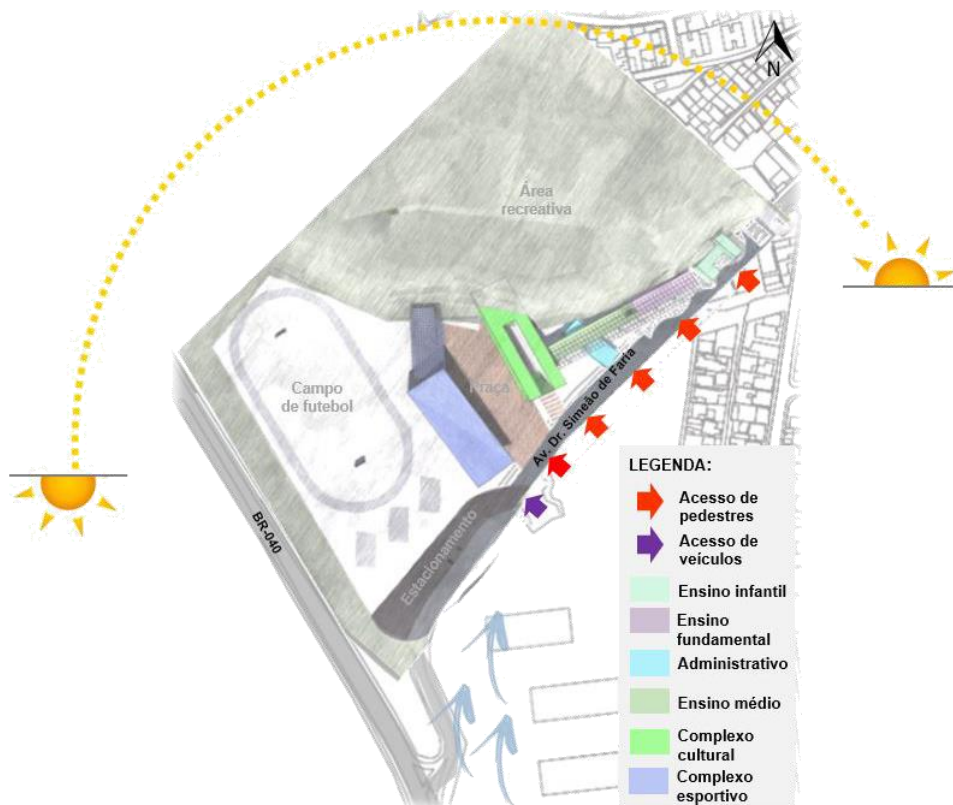 N
Área
recreativa
Praça
Campo
de futebol
Av. Dr. Simeão de Faria
BR-040
Estacionamento
LEGENDA:
Acesso de
pedestres
Acesso de
veículos
Ensino infantil
Ensino
fundamental
Administrativo
Ensino médio
Complexo
cultural
Complexo
esportivo